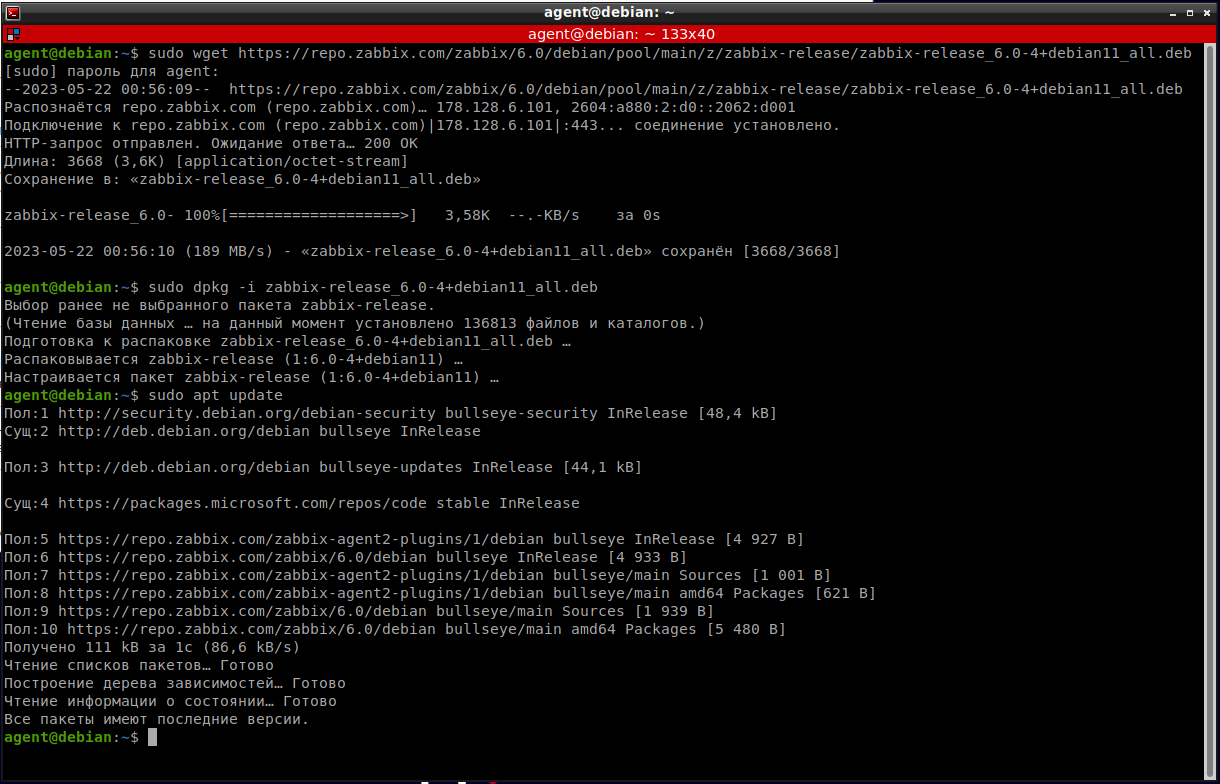 agent@debian: ~
agent@debian: ~ 133x40
agent@debian:~$ sudo wget https://repo.zabbix.com/zabbix/6.0/debian/pool/main/z/zabbix-release/zabbix-release_6.0-4+debian11_all.deb
[sudo] пароль для agent:
--2023-05-22 00:56:09--  https://repo.zabbix.com/zabbix/6.0/debian/pool/main/z/zabbix-release/zabbix-release_6.0-4+debian11_all.deb
Распознаётся repo.zabbix.com (repo.zabbix.com)… 178.128.6.101, 2604:a880:2:d0::2062:d001
Подключение к repo.zabbix.com (repo.zabbix.com)|178.128.6.101|:443... соединение установлено.
HTTP-запрос отправлен. Ожидание ответа… 200 OK
Длина: 3668 (3,6K) [application/octet-stream]
Сохранение в: «zabbix-release_6.0-4+debian11_all.deb»
zabbix-release_6.0- 100%[===================>]   3,58K  --.-KB/s    за 0s
2023-05-22 00:56:10 (189 MB/s) - «zabbix-release_6.0-4+debian11_all.deb» сохранён [3668/3668]
agent@debian:~$ sudo dpkg -i zabbix-release_6.0-4+debian11_all.deb
Выбор ранее не выбранного пакета zabbix-release.
(Чтение базы данных … на данный момент установлено 136813 файлов и каталогов.)
Подготовка к распаковке zabbix-release_6.0-4+debian11_all.deb …
Распаковывается zabbix-release (1:6.0-4+debian11) …
Настраивается пакет zabbix-release (1:6.0-4+debian11) …
agent@debian:~$ sudo apt update
Пол:1 http://security.debian.org/debian-security bullseye-security InRelease [48,4 kB]
Сущ:2 http://deb.debian.org/debian bullseye InRelease
Пол:3 http://deb.debian.org/debian bullseye-updates InRelease [44,1 kB]
Сущ:4 https://packages.microsoft.com/repos/code stable InRelease
Пол:5 https://repo.zabbix.com/zabbix-agent2-plugins/1/debian bullseye InRelease [4 927 B]
Пол:6 https://repo.zabbix.com/zabbix/6.0/debian bullseye InRelease [4 933 B]
Пол:7 https://repo.zabbix.com/zabbix-agent2-plugins/1/debian bullseye/main Sources [1 001 B]
Пол:8 https://repo.zabbix.com/zabbix-agent2-plugins/1/debian bullseye/main amd64 Packages [621 B]
Пол:9 https://repo.zabbix.com/zabbix/6.0/debian bullseye/main Sources [1 939 B]
Пол:10 https://repo.zabbix.com/zabbix/6.0/debian bullseye/main amd64 Packages [5 480 B]
Получено 111 kB за 1с (86,6 kB/s)
Чтение списков пакетов… Готово
Построение дерева зависимостей… Готово
Чтение информации о состоянии… Готово
Все пакеты имеют последние версии.
agent@debian:~$